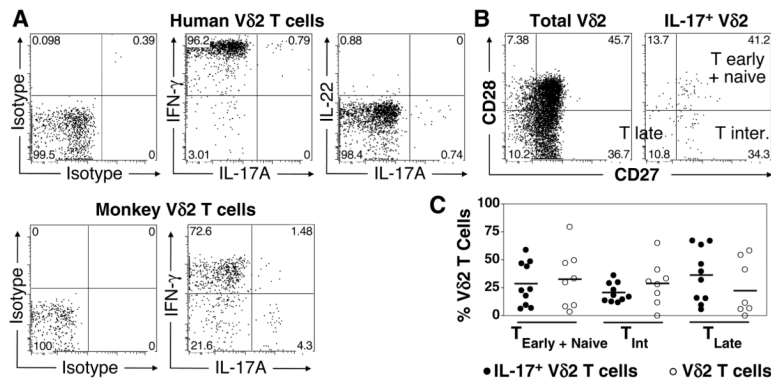 A
Human Vδ2 T cells
0.098 0.39
99.5 0
Isotype
Isotype
96.2 0.79
3.01 0
IFN-γ
IL-17A
0.88 0
98.4 0.74
IL-22
IL-17A
Monkey Vδ2 T cells
0 0
100 0
Isotype
Isotype
72.6 1.48
21.6 4.3
IFN-γ
IL-17A
B
Total Vδ2 IL-17⁺ Vδ2
7.38 45.7
10.2 36.7
13.7 41.2
T early
+ naive
T late T inter.
10.8 34.3
CD28
CD27
C
% Vδ2 T Cells
100
75
50
25
0
T Early + Naive T Int T Late
● IL-17⁺ Vδ2 T cells ○ Vδ2 T cells